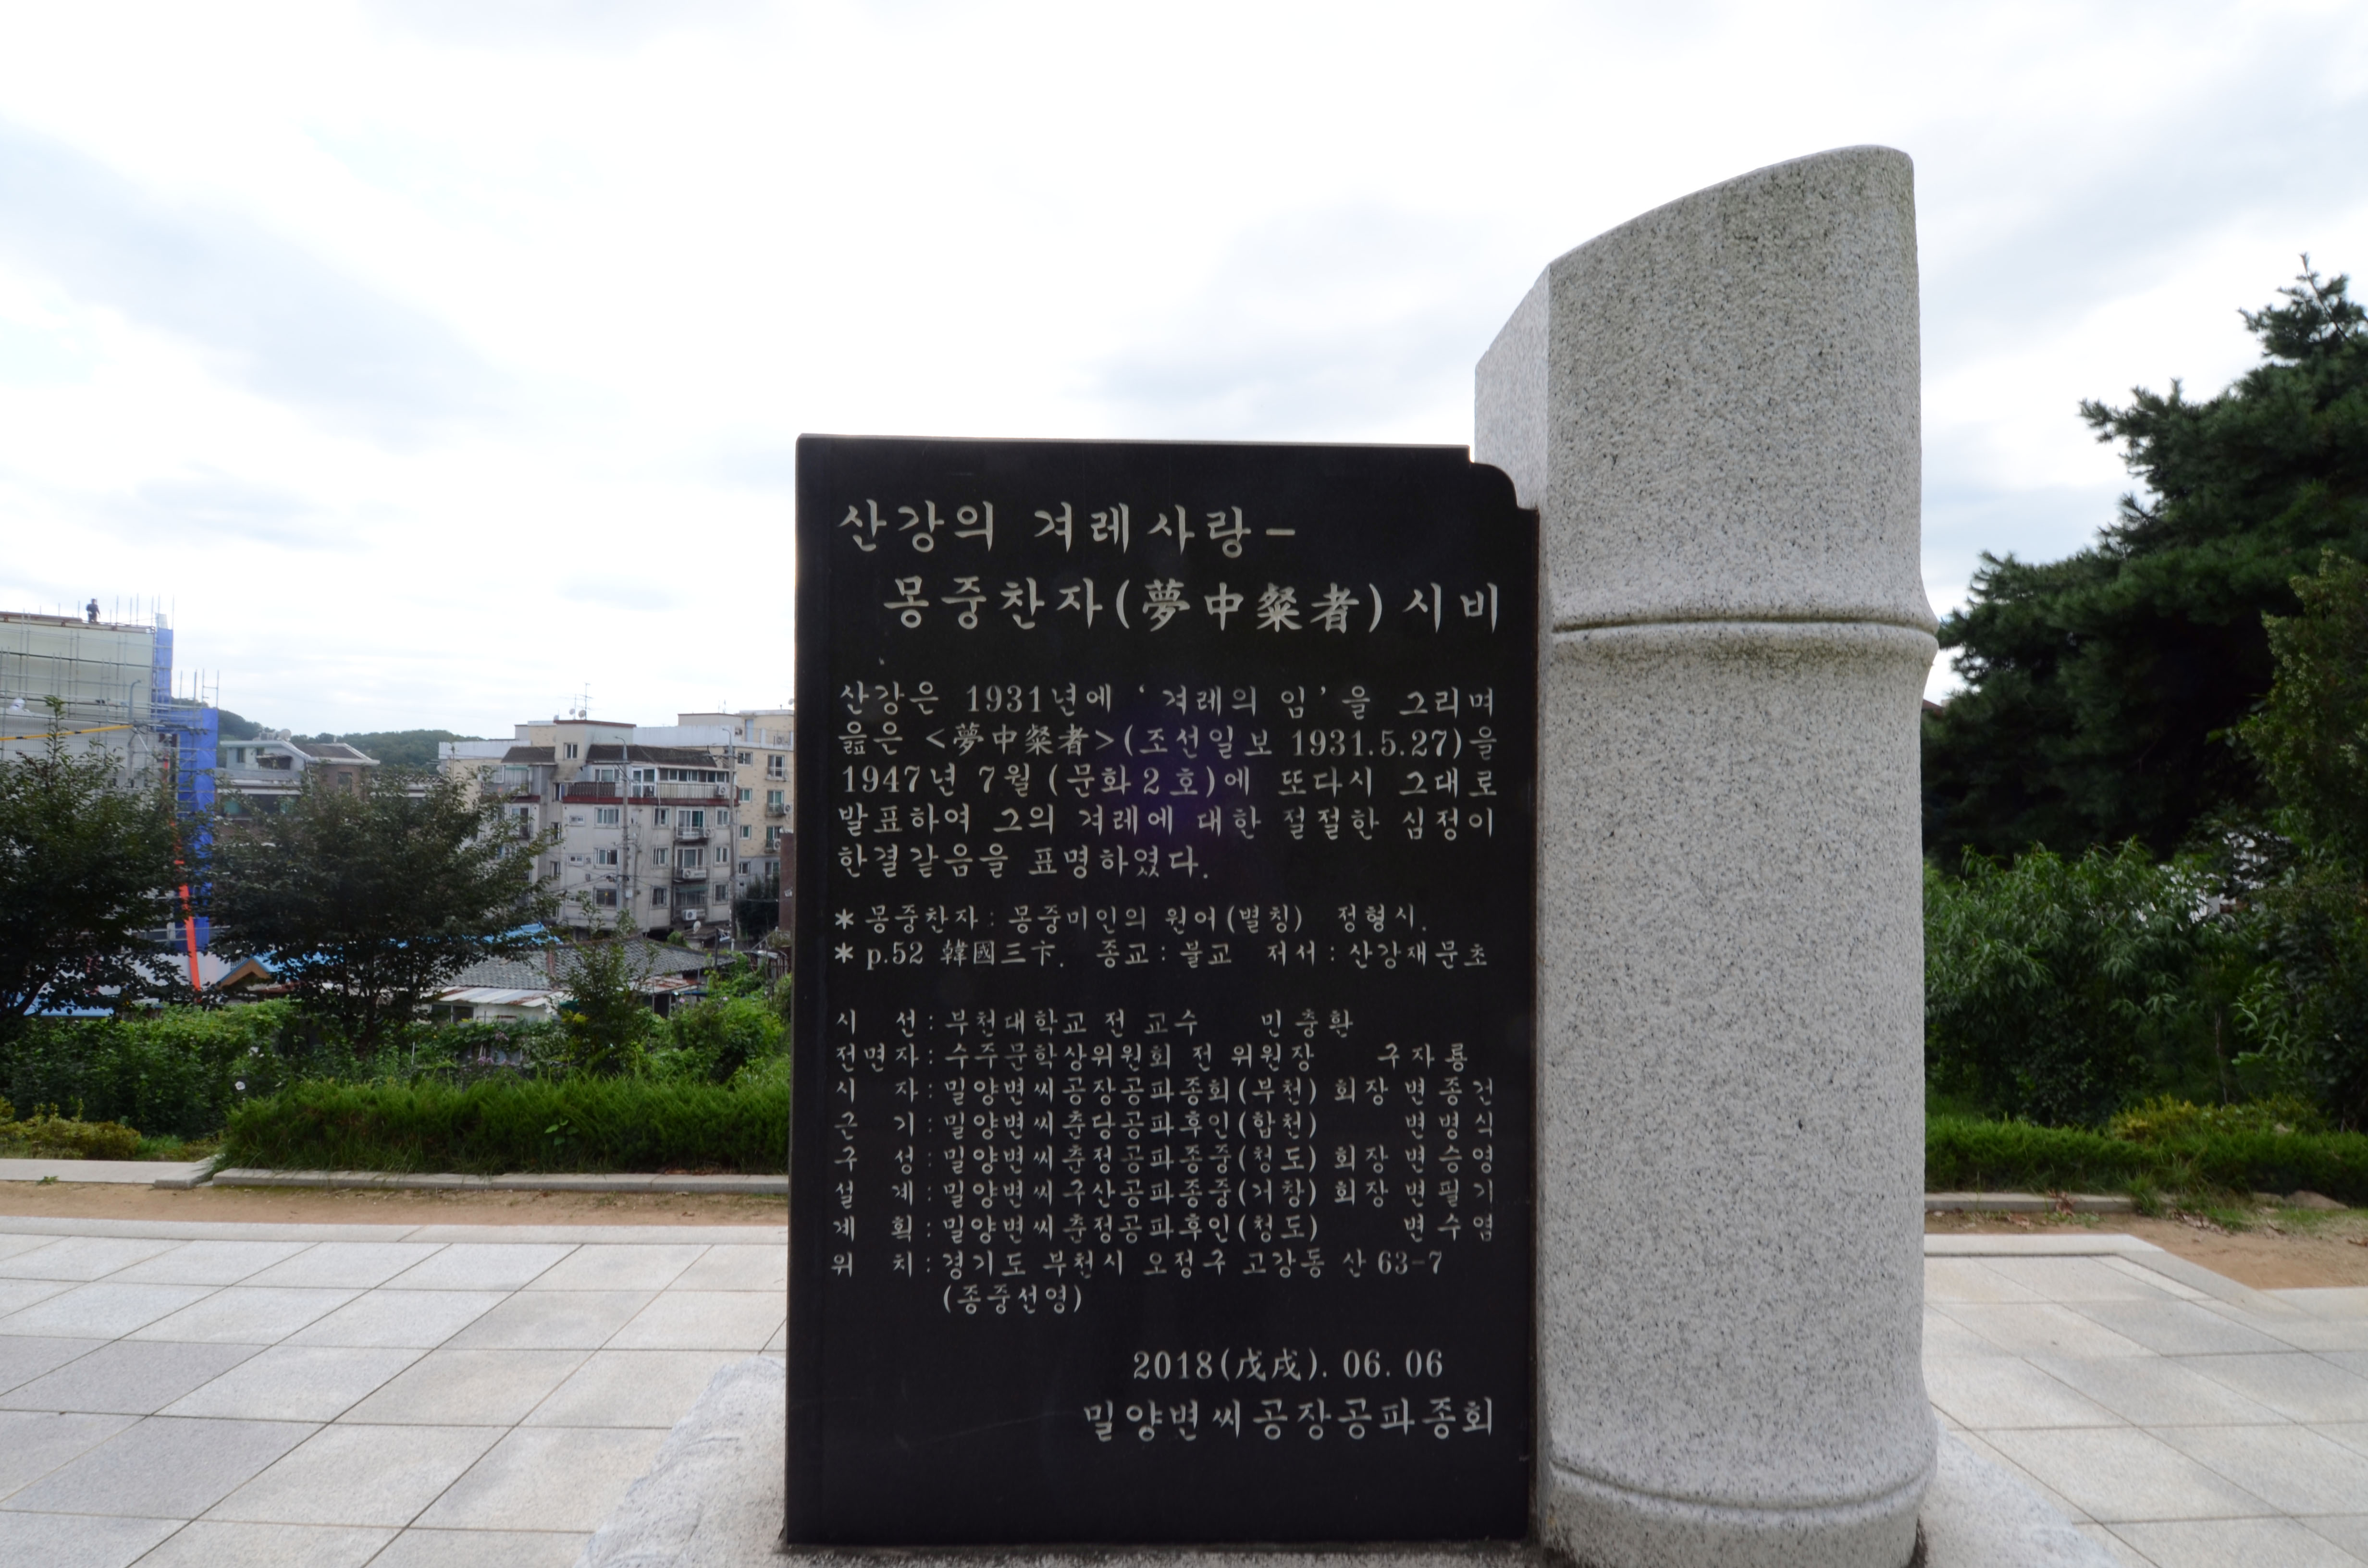 산강의 겨레사랑-
몽중찬자(夢中粲者)시비
산강은 1931년에 '겨레의 임'을 그리며
읊은 <夢中粲者>(조선일보 1931.5.27)을
1947년 7월 (문화2호)에 또다시 그대로
발표하여 그의 겨레에 대한 절절한 심정이
한결같음을 표명하였다.
* 몽중찬자: 몽중미인의 원어(별칭) 정형시.
* p.52 韓國三卞. 종교: 불교 저서: 산강재문초
시 선: 부천대학교 전 교수 민충환
전면자: 수주문학상위원회 전 위원장 구자룡
시 자: 밀양변씨공장공파종회(부천) 회장 변종건
근 기: 밀양변씨춘당공파후인(합천) 변병식
구 성: 밀양변씨춘정공파종중(청도) 회장 변승영
설 계: 밀양변씨구산공파종중(거창) 회장 변필기
계 획: 밀양변씨춘정공파후인(청도) 변수염
위 치: 경기도 부천시 오정구 고강동 산 63-7
(종중선영)
2018(戊戌). 06. 06
밀양변씨공장공파종회